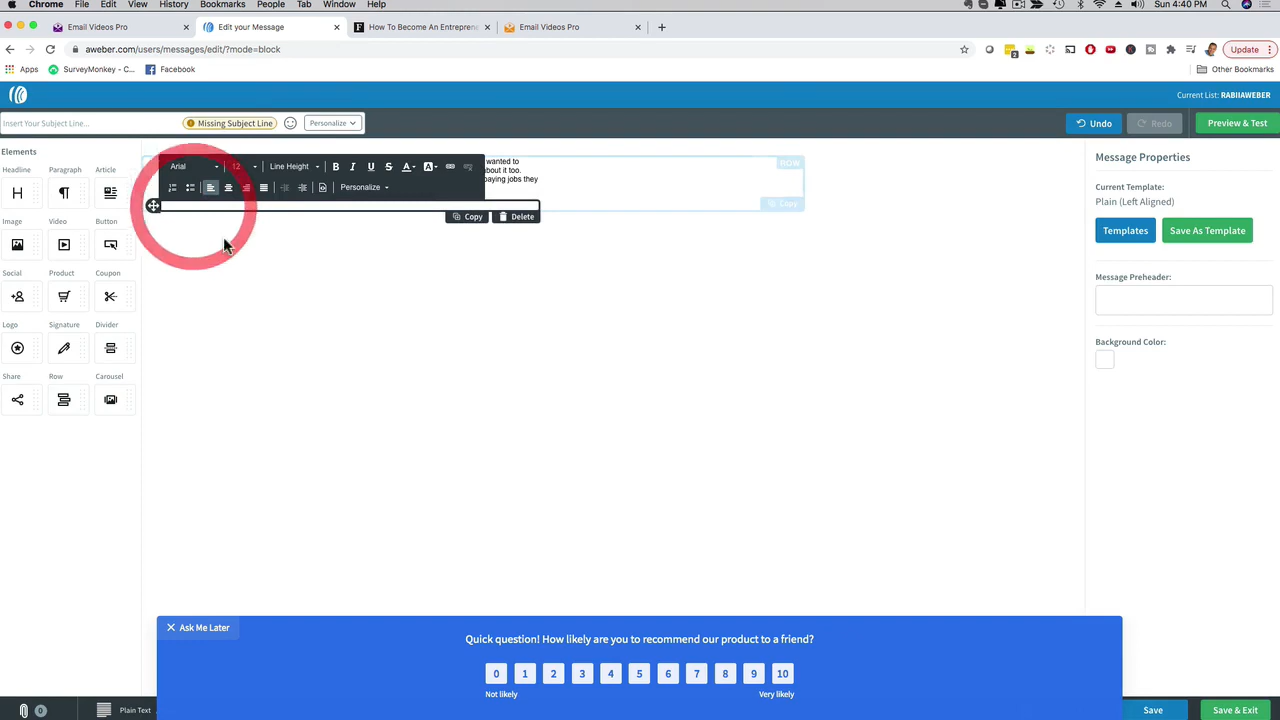 Chrome File Edit View History Bookmarks People Tab Window Help Sun 4:40 PM
Email Videos Pro Edit your Message How To Become An Entreprene Email Videos Pro
aweber.com/users/messages/edit/?mode=block Update
Apps SurveyMonkey - C... Facebook Other Bookmarks
Current List: RABIIAWEBER
Insert Your Subject Line... Missing Subject Line Personalize Undo Redo Preview & Test
Elements
Headline Paragraph Article
H
Image Video Button
Social Product Coupon
Logo Signature Divider
Share Row Carousel
Arial 12 Line Height B I U S A A
Personalize
wanted to
about it too.
paying jobs they
ROW
Copy
Copy Delete
Message Properties
Current Template:
Plain (Left Aligned)
Templates Save As Template
Message Preheader:
Background Color:
Ask Me Later
Quick question! How likely are you to recommend our product to a friend?
0 1 2 3 4 5 6 7 8 9 10
Not likely Very likely
0 Plain Text Save Save & Exit